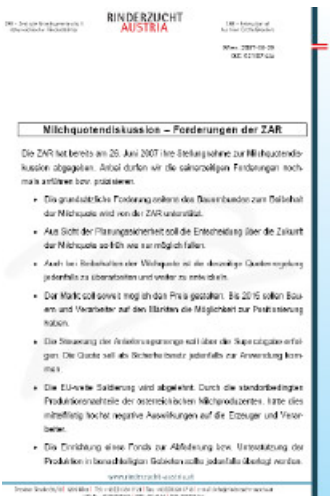 RINDERZUCHT
AUSTRIA
Milchquotendiskussion – Forderungen der ZAR
Die ZAR hat bereits am 26. Juni 2007 ihre Stellungnahme zur Milchquotendis-
kussion abgegeben. Anbei dürfen wir die seinerzeitigen Forderungen noch-
mals anführen bzw. präzisieren.
• Die grundsätzliche Forderung seitens des Bauernbundes zum Beibehalt
der Milchquote wird von der ZAR unterstützt.
• Aus Sicht der Planungssicherheit soll die Entscheidung über die Zukunft
der Milchquote so früh wie nur möglich fallen.
• Auch bei Beibehalten der Milchquote ist die derzeitige Quotenregelung
jedenfalls zu überarbeiten und weiter zu entwickeln.
• Der Markt soll soweit möglich den Preis gestalten. Bis 2015 sollen Bau-
ern und Verarbeiter auf den Märkten die Möglichkeit zur Positionierung
haben.
• Die Steuerung der Anlieferungsmenge soll über die Superabgabe erfol-
gen. Die Quote soll als Sicherheitsnetz jedenfalls zur Anwendung kom-
men.
• Die EU-weite Saldierung wird abgelehnt. Durch die standortbedingten
Produktionsnachteile der österreichischen Milchproduzenten, hätte dies
mittelfristig höchst negative Auswirkungen auf die Erzeuger und Verar-
beiter.
• Die Einrichtung eines Fonds zur Abfederung bzw. Unterstützung der
Produktion in benachteiligten Gebieten sollte jedenfalls überlegt werden.
www.rinderzucht-austria.at